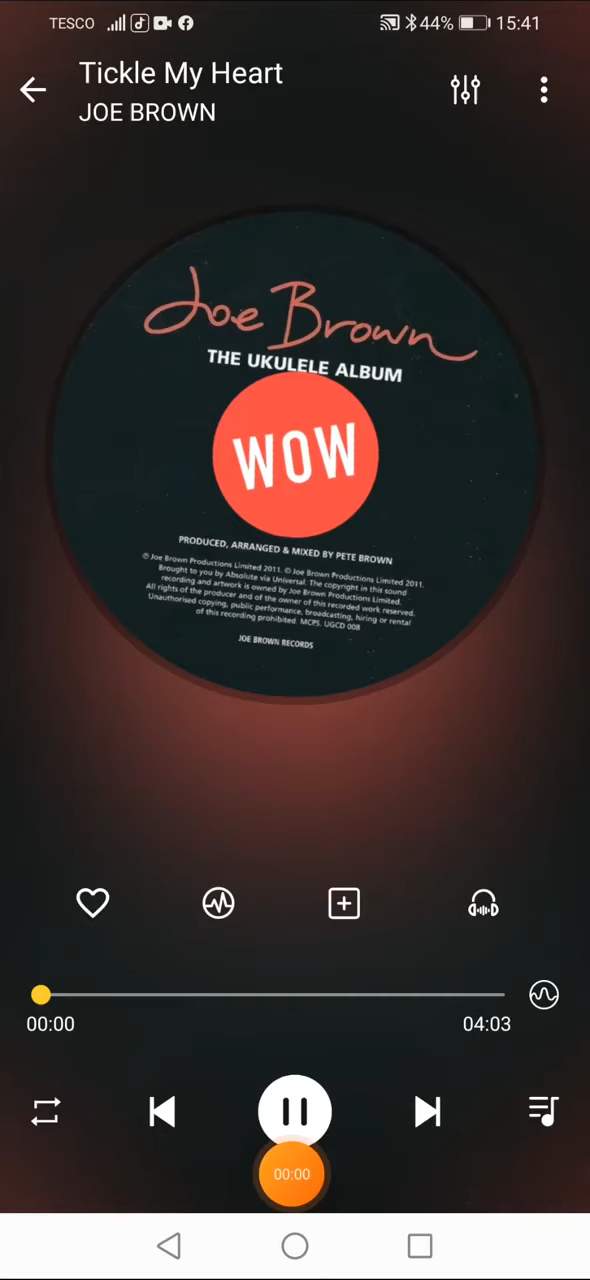 TESCO 44% 15:41
Tickle My Heart
JOE BROWN
Joe Brown
THE UKULELE ALBUM
WOW
PRODUCED, ARRANGED & MIXED BY PETE BROWN
℗ Joe Brown Productions Limited 2011. © Joe Brown Productions Limited 2011.
Brought to you by Absolute via Universal. The copyright in this sound
recording and artwork is owned by Joe Brown Productions Limited.
All rights of the producer and of the owner of this recorded work reserved.
Unauthorised copying, public performance, broadcasting, hiring or rental
of this recording prohibited. MCPS. UGCD 008
JOE BROWN RECORDS
00:00 04:03
00:00